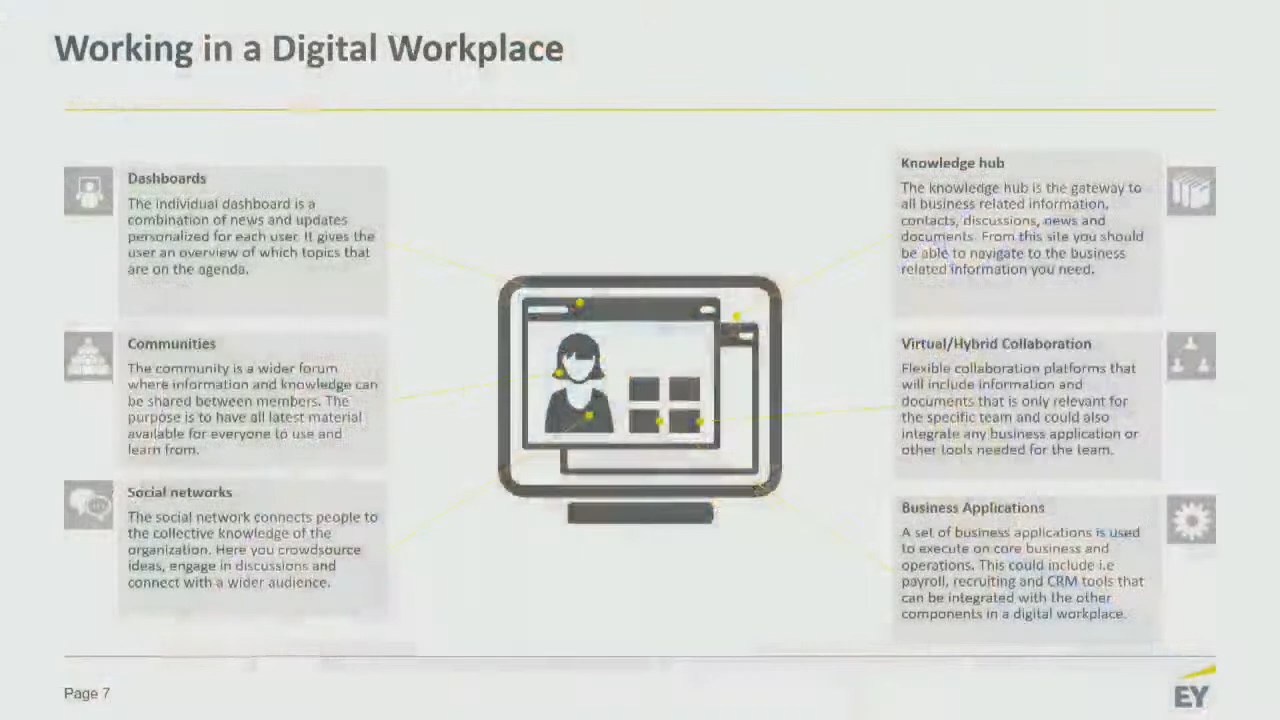 Working in a Digital Workplace
Dashboards
The individual dashboard is a
combination of news and updates
personalized for each user. It gives the
user an overview of which topics that
are on the agenda.
Communities
The community is a wider forum
where information and knowledge can
be shared between members. The
purpose is to have all latest material
available for everyone to use and
learn from.
Social networks
The social network connects people to
the collective knowledge of the
organization. Here you crowdsource
ideas, engage in discussions and
connect with a wider audience.
Knowledge hub
The knowledge hub is the gateway to
all business related information,
contacts, discussions, news and
documents. From this site you should
be able to navigate to the business
related information you need.
Virtual/Hybrid Collaboration
Flexible collaboration platforms that
will include information and
documents that is only relevant for
the specific team and could also
integrate any business application or
other tools needed for the team.
Business Applications
A set of business applications is used
to execute on core business and
operations. This could include i.e
payroll, recruiting and CRM tools that
can be integrated with the other
components in a digital workplace.
Page 7
EY